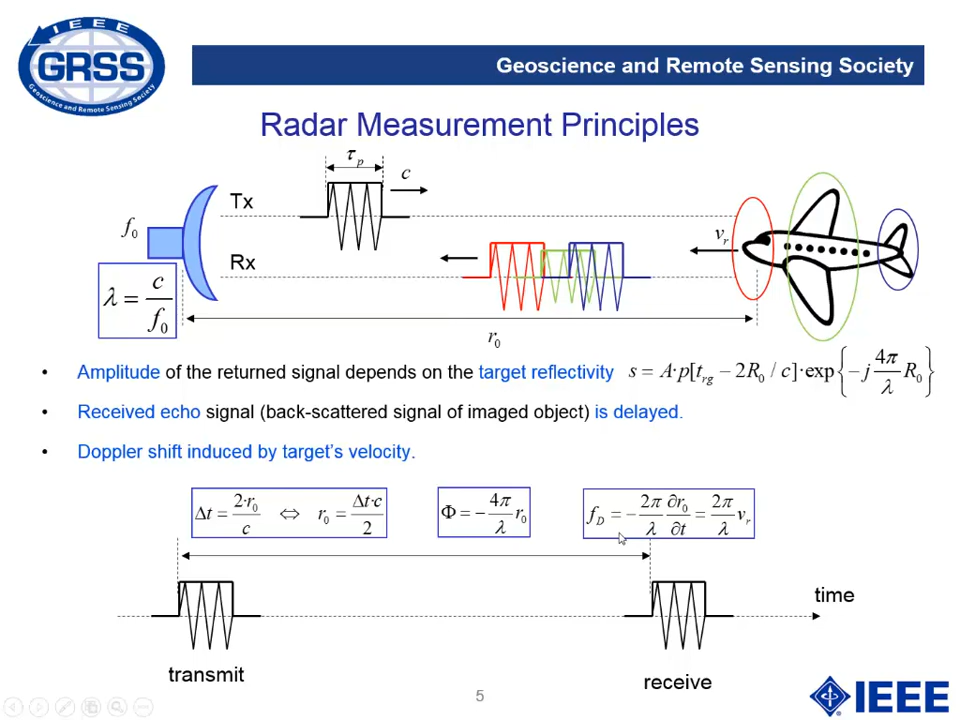 IEEE
GRSS
Geoscience and Remote Sensing Society
Geoscience and Remote Sensing Society
Radar Measurement Principles
τp
c
Tx
f0
vr
Rx
λ = c / f0
r0
• Amplitude of the returned signal depends on the target reflectivity s = A·p[trg − 2R0 / c]·exp{−j 4π/λ R0}
• Received echo signal (back-scattered signal of imaged object) is delayed.
• Doppler shift induced by target's velocity.
Δt = 2·r0 / c ⇔ r0 = Δt·c / 2 Φ = − 4π/λ r0 fD = − 2π/λ ∂r0/∂t = 2π/λ vr
time
transmit
receive
5
IEEE